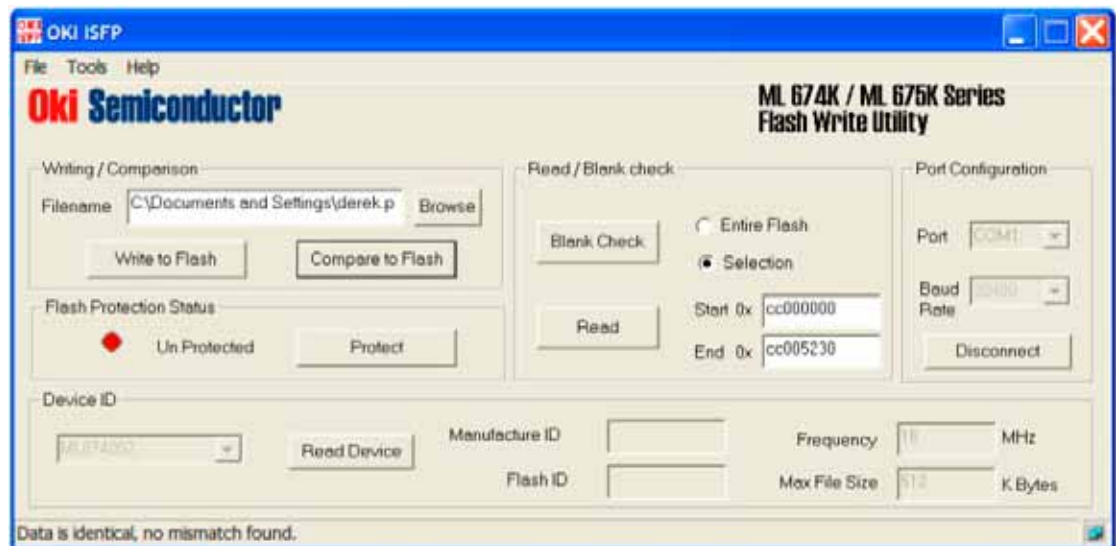 OKI ISFP
File Tools Help
Oki Semiconductor
ML 674K / ML 675K Series
Flash Write Utility
Writing / Comparison
Filename C\Documents and Settings\derek.p Browse
Write to Flash Compare to Flash
Flash Protection Status
Un Protected Protect
Read / Blank check
Blank Check Entire Flash
Selection
Read Start 0x cc000000
End 0x cc005230
Port Configuration
Port COM1
Baud
Rate
Disconnect
Device ID
Read Device
Manufacture ID
Flash ID
Frequency MHz
Max File Size 512 K Bytes
Data is identical, no mismatch found.